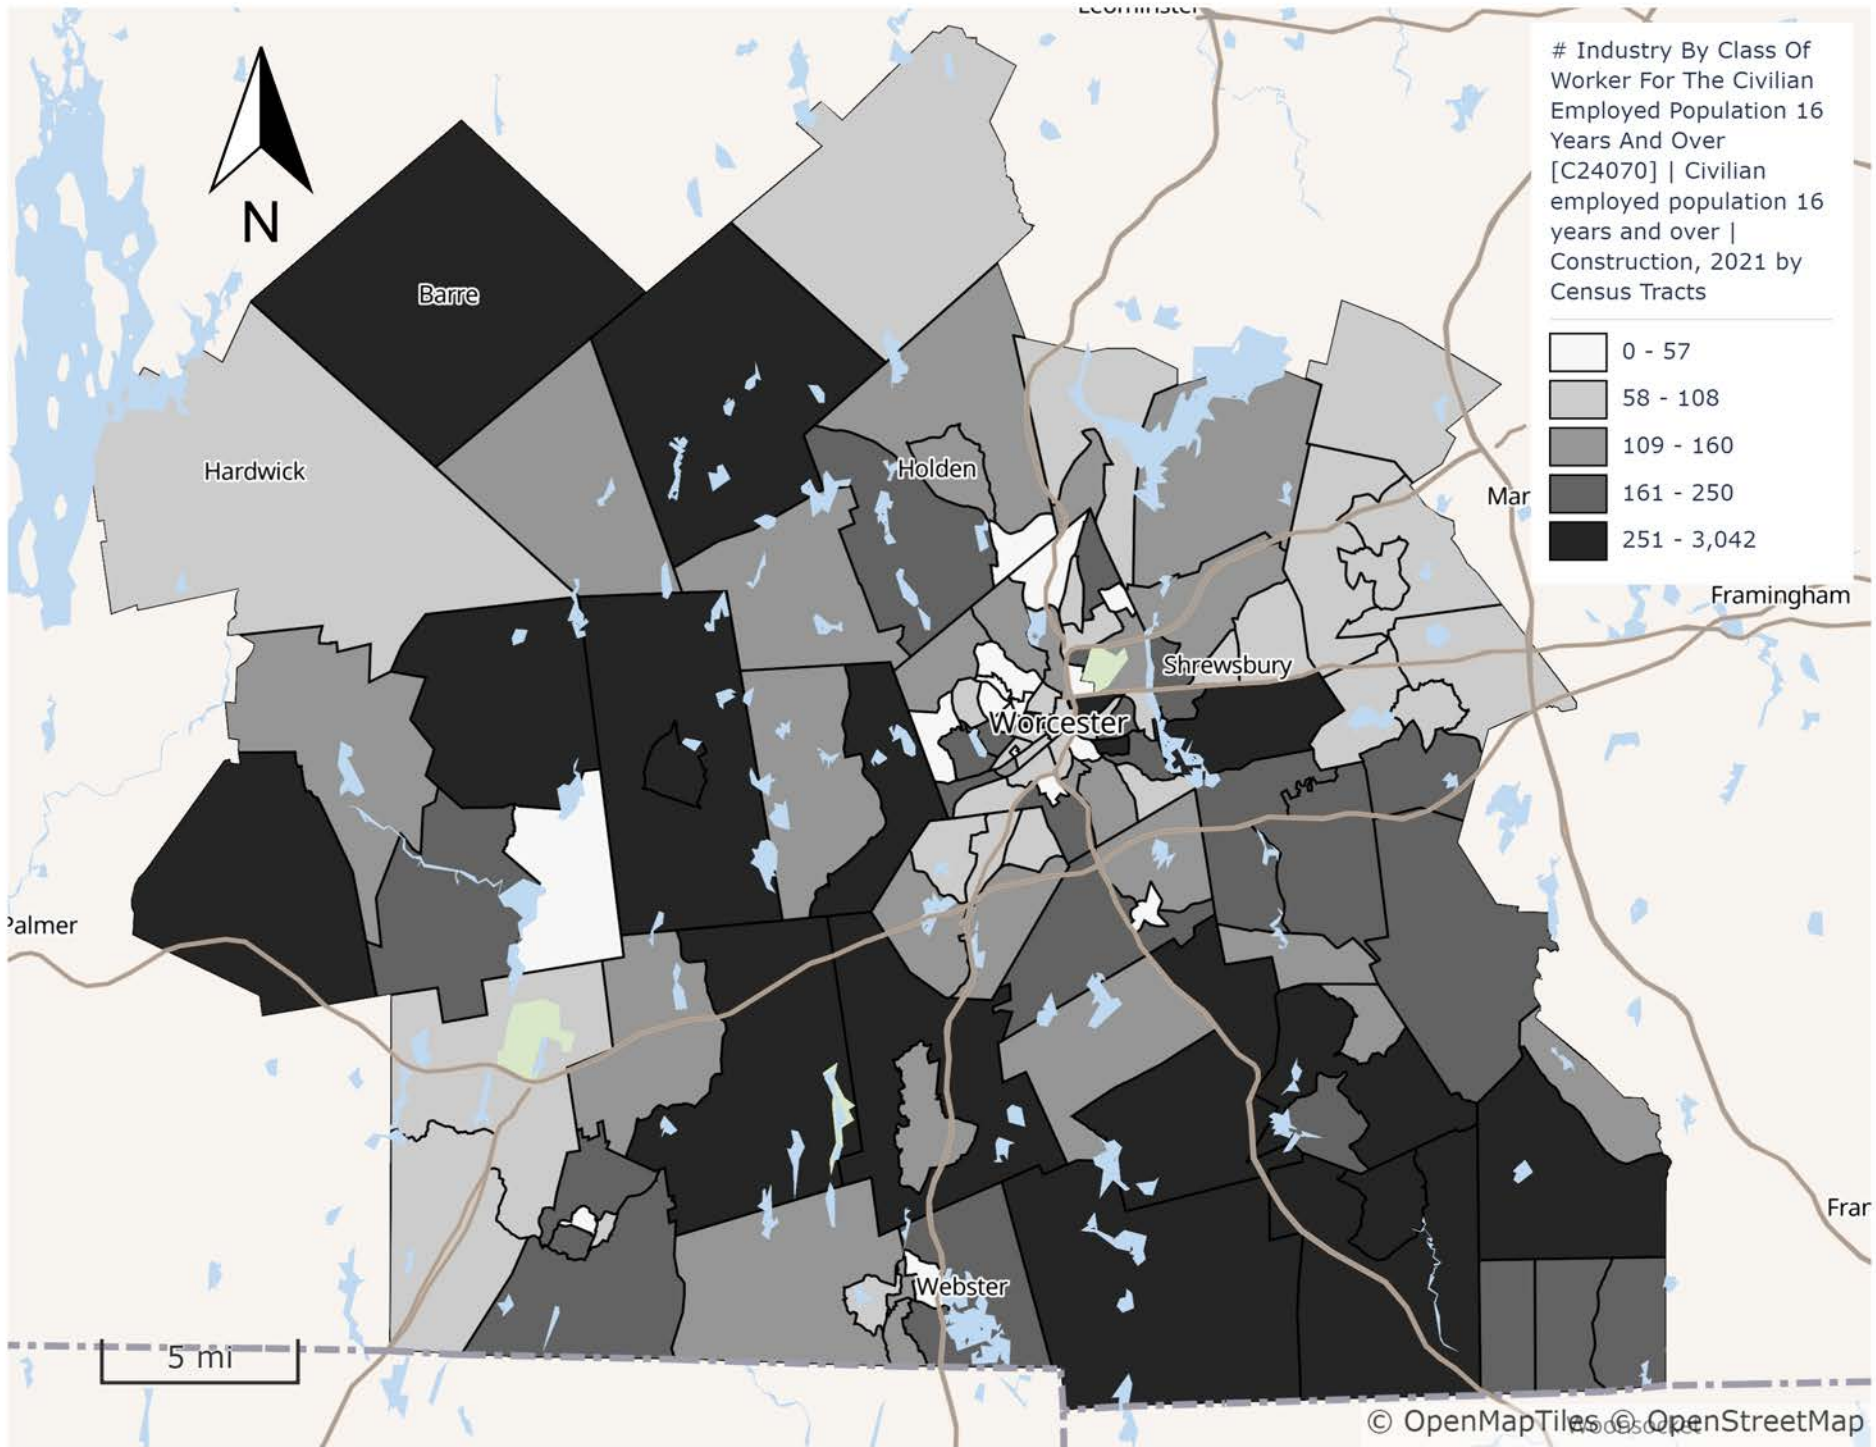 Leominster
# Industry By Class Of
Worker For The Civilian
Employed Population 16
Years And Over
[C24070] | Civilian
employed population 16
years and over |
Construction, 2021 by
Census Tracts
0 - 57
58 - 108
109 - 160
161 - 250
251 - 3,042
N
Barre
Hardwick
Holden
Mar
Framingham
Shrewsbury
Worcester
Palmer
Fran
Webster
5 mi
Woonsocket
© OpenMapTiles © OpenStreetMap